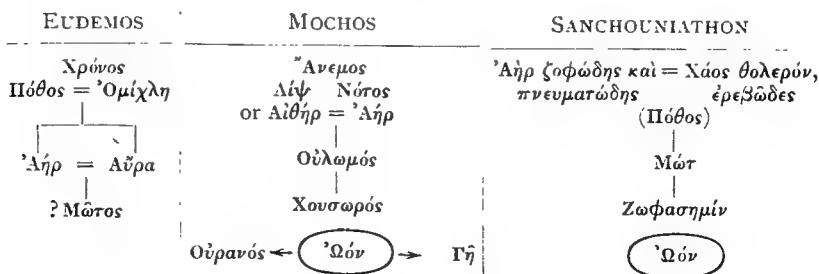 EUDEMOS MOCHOS SANCHOUNIATHON
Χρόνος
Πόθος = Ὀμίχλη
Ἀήρ = Αὔρα
? Μῶτος
Ἄνεμος
Λίψ Νότος
or Αἰθήρ = Ἀήρ
Οὐλωμός
Χουσωρός
Οὐρανός Ὠόν Γῆ
Ἀὴρ ζοφώδης καὶ = Χάος θολερόν,
πνευματώδης ἐρεβῶδες
(Πόθος)
Μώτ
Ζωφασημίν
Ὠόν